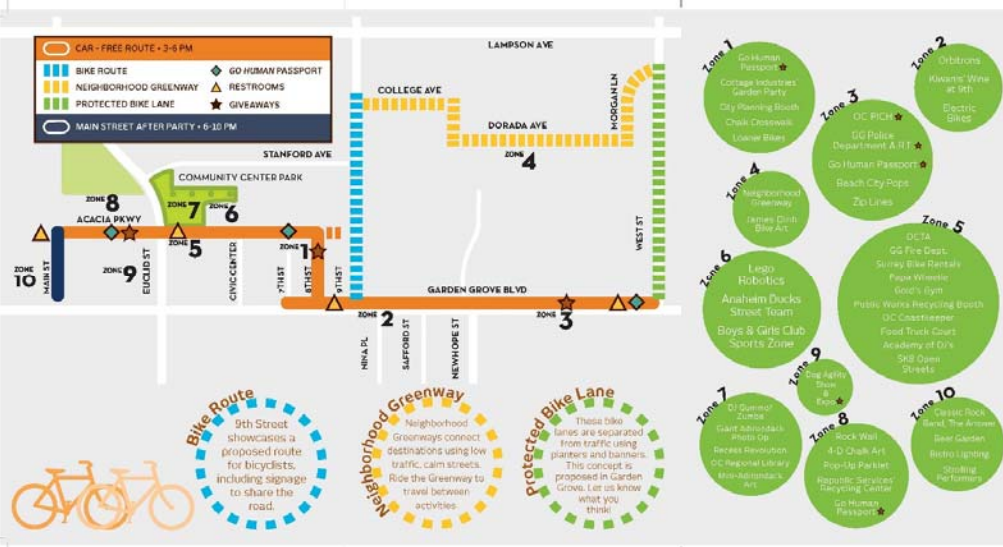 CAR - FREE ROUTE • 2-6 PM
BIKE ROUTE
NEIGHBORHOOD GREENWAY
PROTECTED BIKE LANE
GO HUMAN PASSPORT
RESTROOMS
GIVEAWAYS
MAIN STREET AFTER PARTY • 6-10 PM
LAMPSON AVE
COLLEGE AVE
MORGAN LN
DORADA AVE
ZONE 4
STANFORD AVE
COMMUNITY CENTER PARK
ZONE 8
ZONE 7
ZONE 6
ACACIA PKWY
ZONE 5
ZONE 1
ZONE 10
MAIN ST
ZONE 9
EUCLID ST
CIVIC CENTER
7TH ST
8TH ST
9TH ST
WEST ST
GARDEN GROVE BLVD
ZONE 2
ZONE 3
NINA PL
SAFFORD ST
NEWHOPE ST
Bike Route
9th Street
showcases a
proposed route
for bicyclists,
including signage
to share the
road.
Neighborhood Greenway
Neighborhood
Greenways connect
destinations using low
traffic, calm streets.
Ride the Greenway to
travel between
activities
Protected Bike Lane
These bike
lanes are separated
from traffic using
planters and banners.
This concept is
proposed in Garden
Grove. Let us know
what you
think!
Zone 1
Go Human
Passport
Cottage Industries'
Garden Party
City Planning Booth
Chalk Crosswalk
Loaner Bikes
Zone 2
Orbitrons
Kiwanis' Wine
at 9th
Electric
Bikes
Zone 3
OC PICH
GG Police
Department A.R.T
Go Human Passport
Beach City Pops
Zip Lines
Zone 4
Neighborhood
Greenway
James Dinh
Bike Art
Zone 5
OCTA
GG Fire Dept.
Surrey Bike Rentals
Papa Wheelie
Gold's Gym
Public Works Recycling Booth
OC Coastkeeper
Food Truck Court
Academy of DJ's
SK8 Open
Streets
Zone 6
Lego
Robotics
Anaheim Ducks
Street Team
Boys & Girls Club
Sports Zone
Zone 7
DJ Gummo/
Zumba
Giant Adirondack
Photo Op
Recess Revolution
OC Regional Library
Mini-Adirondack
Art
Zone 8
Rock Wall
4-D Chalk Art
Pop-Up Parklet
Republic Services'
Recycling Center
Go Human
Passport
Zone 9
Dog Agility
Show
&
Expo
Zone 10
Classic Rock
Band, The Answer
Beer Garden
Bistro Lighting
Strolling
Performers